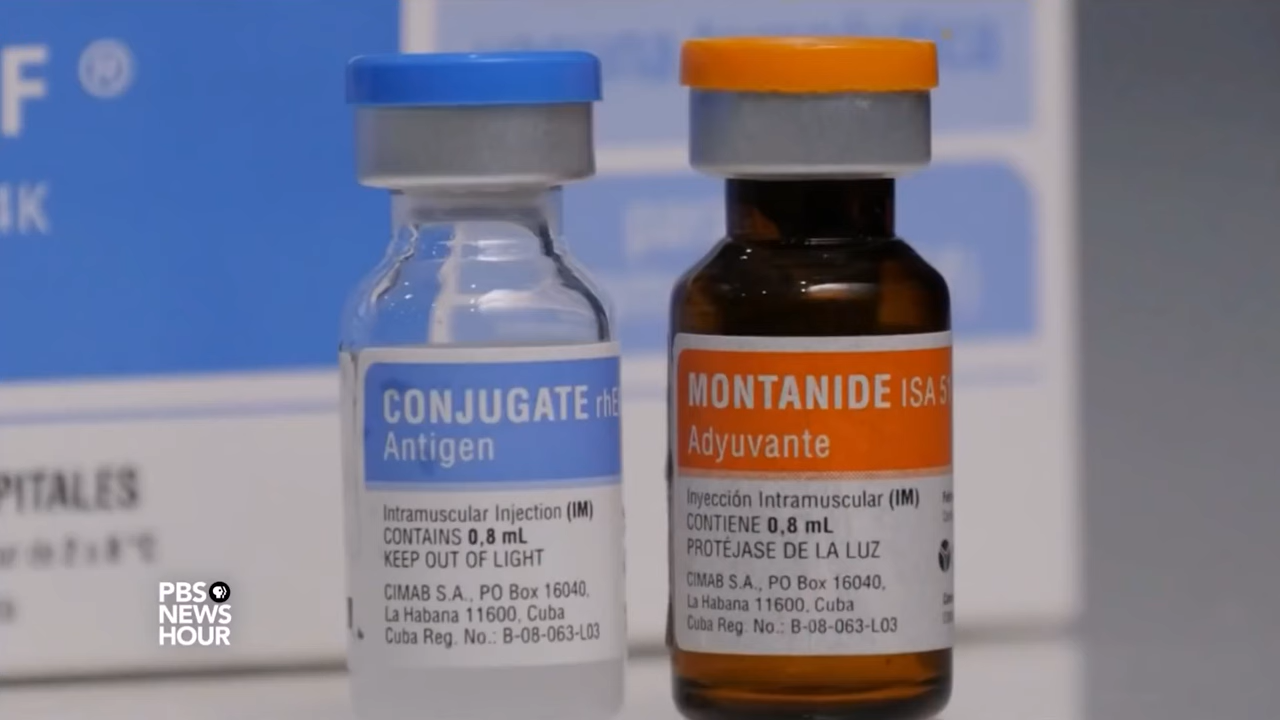 F ®
4K
PITALES
CONJUGATE rhE
Antigen
Intramuscular Injection (IM)
CONTAINS 0,8 mL
KEEP OUT OF LIGHT
CIMAB S.A., PO Box 16040,
La Habana 11600, Cuba
Cuba Reg. No.: B-08-063-L03
MONTANIDE ISA 51
Adyuvante
Inyección Intramuscular (IM)
CONTIENE 0,8 mL
PROTÉJASE DE LA LUZ
CIMAB S.A., PO Box 16040,
La Habana 11600, Cuba
Cuba Reg. No.: B-08-063-L03
PBS
NEWS
HOUR